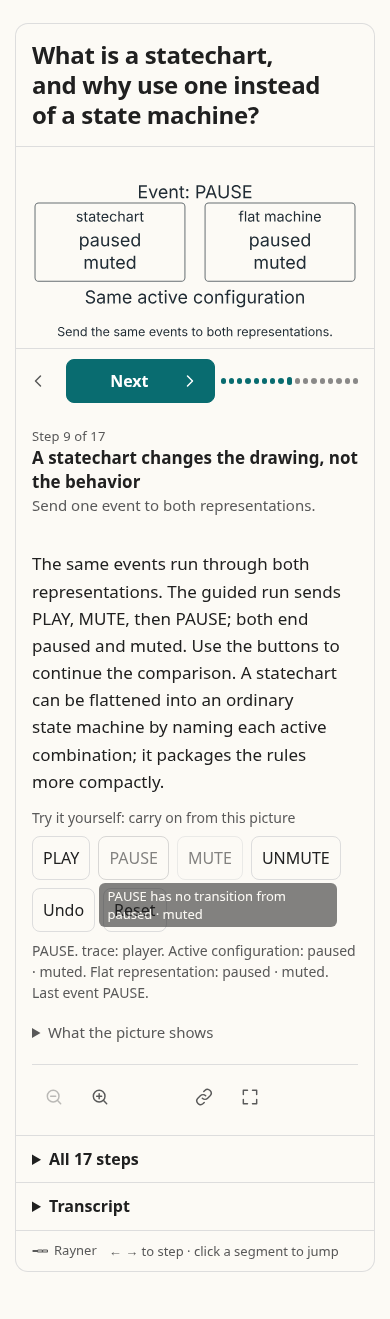 What is a statechart,
and why use one instead
of a state machine?
Event: PAUSE
statechart
paused
muted
flat machine
paused
muted
Same active configuration
Send the same events to both representations.
Next
Step 9 of 17
A statechart changes the drawing, not
the behavior
Send one event to both representations.
The same events run through both
representations. The guided run sends
PLAY, MUTE, then PAUSE; both end
paused and muted. Use the buttons to
continue the comparison. A statechart
can be flattened into an ordinary
state machine by naming each active
combination; it packages the rules
more compactly.
Try it yourself: carry on from this picture
PLAY PAUSE MUTE UNMUTE
Undo Reset
PAUSE has no transition from
paused · muted
PAUSE. trace: player. Active configuration: paused
· muted. Flat representation: paused · muted.
Last event PAUSE.
What the picture shows
All 17 steps
Transcript
Rayner ← → to step · click a segment to jump